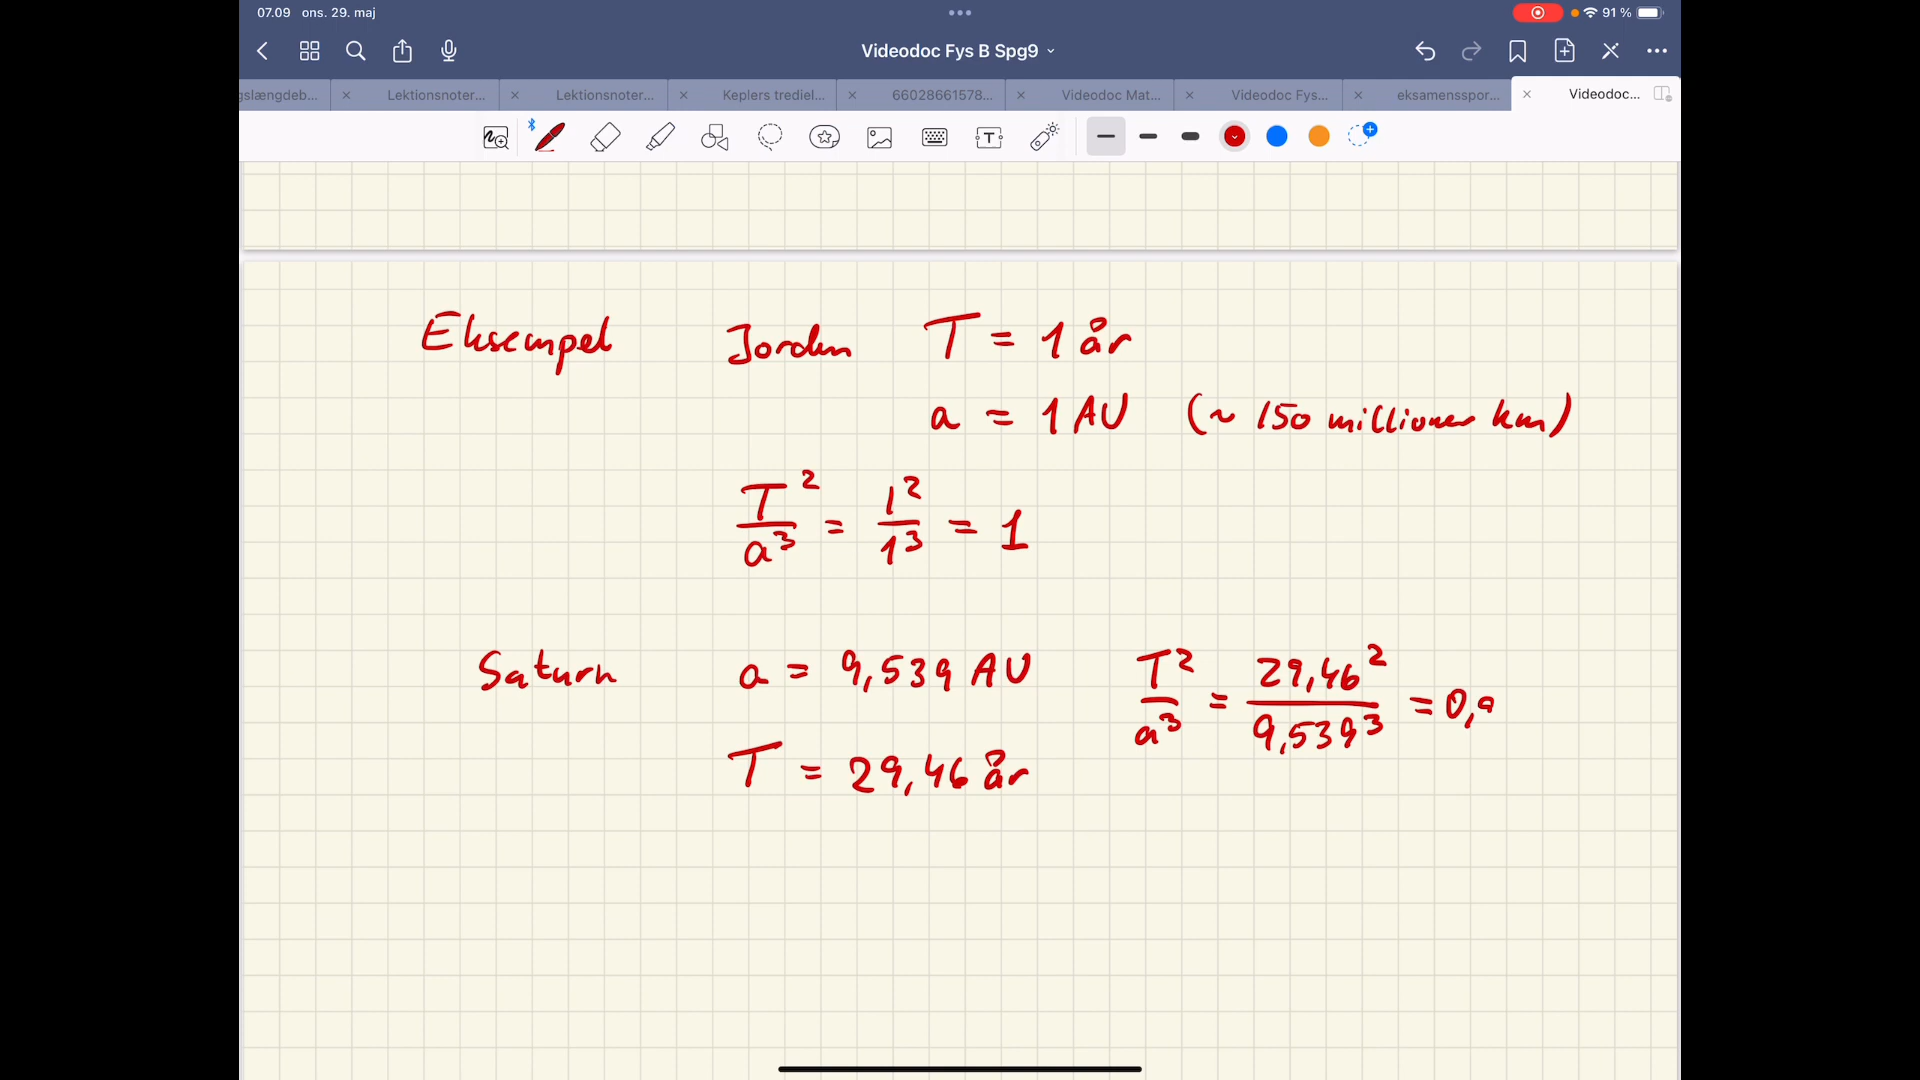 07.09 ons. 29. maj
91 %
Videodoc Fys B Spg9
gslængdeb... Lektionsnoter... Lektionsnoter... Keplers trediel... 66028661578... Videodoc Mat... Videodoc Fys... eksamensspor... Videodoc...
Eksempel Jorden T = 1 år
a = 1 AU (~ 150 millioner km)
T²/a³ = 1²/1³ = 1
Saturn a = 9,539 AU T²/a³ = 29,46²/9,539³ = 0,9
T = 29,46 år